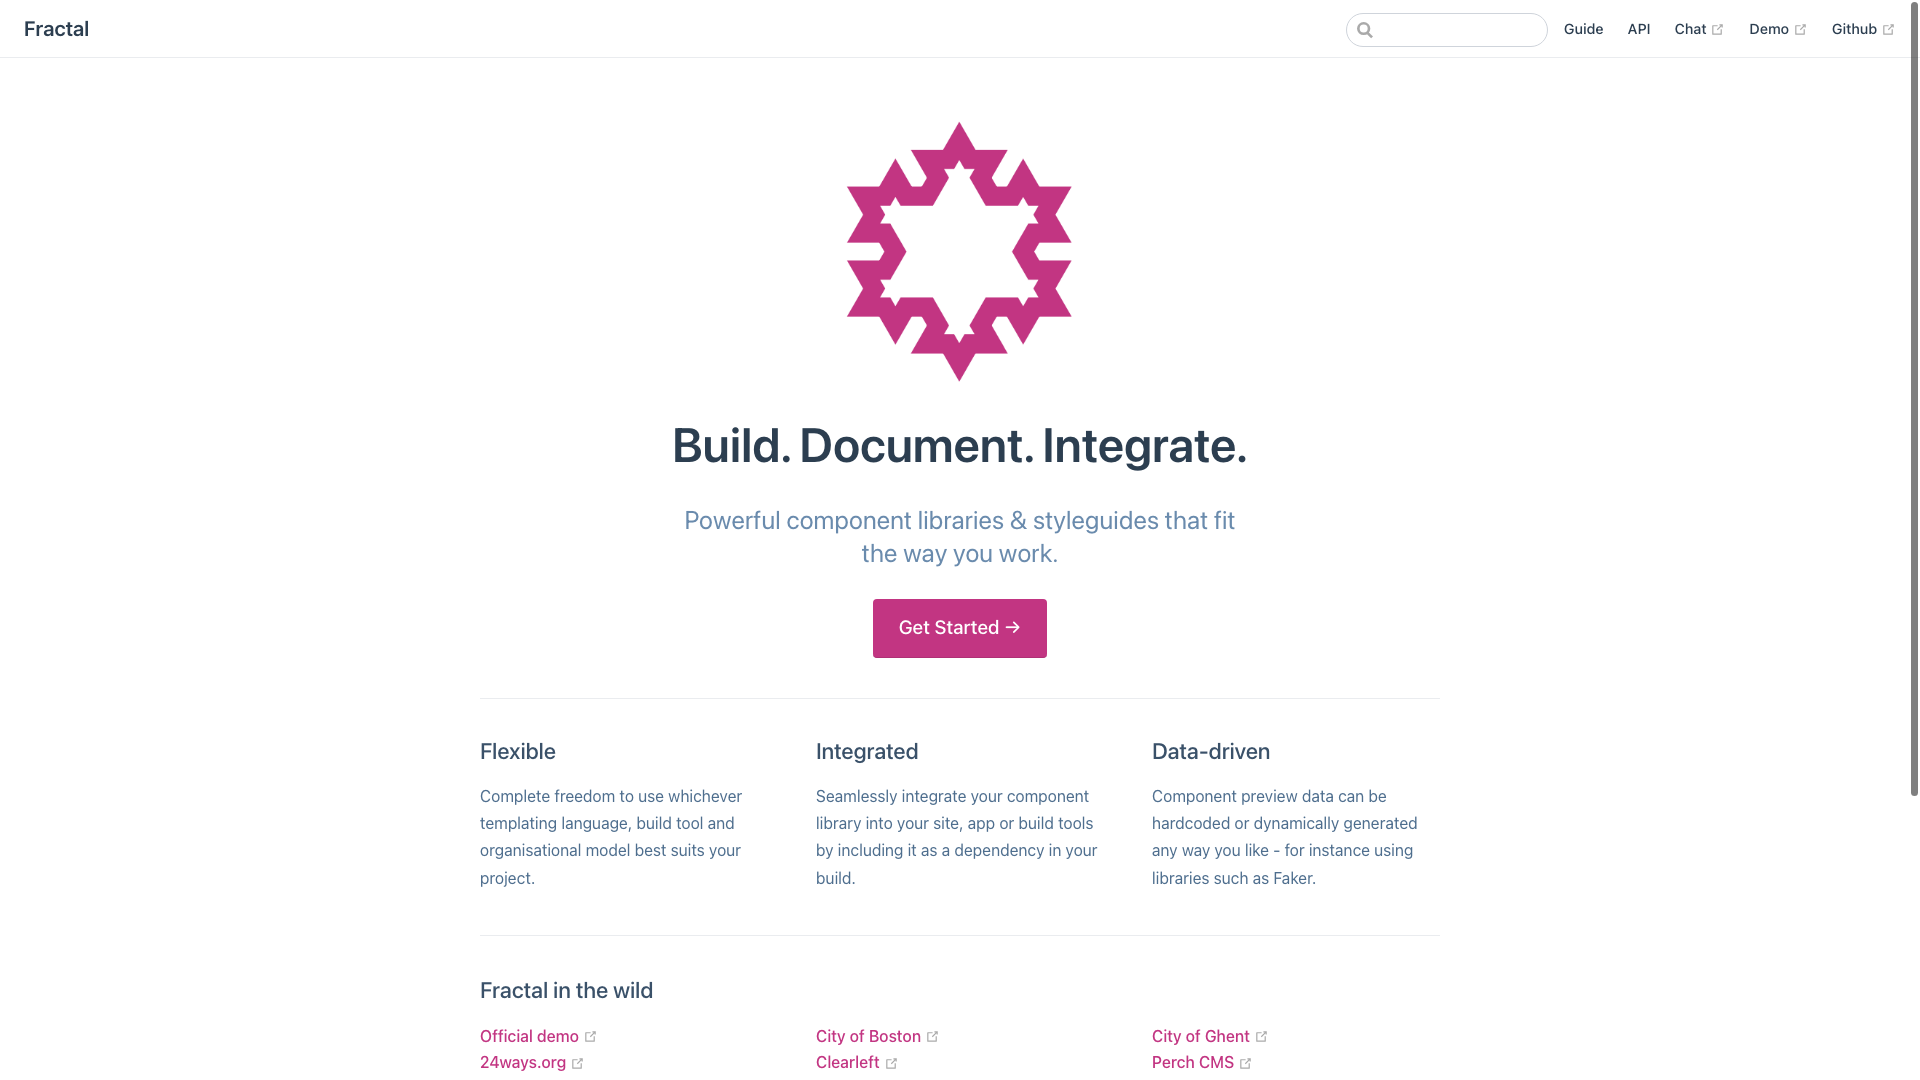 Fractal
Guide
API
Chat
Demo
Github
Build. Document. Integrate.
Powerful component libraries & styleguides that fit
the way you work.
Get Started →
Flexible
Complete freedom to use whichever
templating language, build tool and
organisational model best suits your
project.
Integrated
Seamlessly integrate your component
library into your site, app or build tools
by including it as a dependency in your
build.
Data-driven
Component preview data can be
hardcoded or dynamically generated
any way you like - for instance using
libraries such as Faker.
Fractal in the wild
Official demo
City of Boston
City of Ghent
24ways.org
Clearleft
Perch CMS